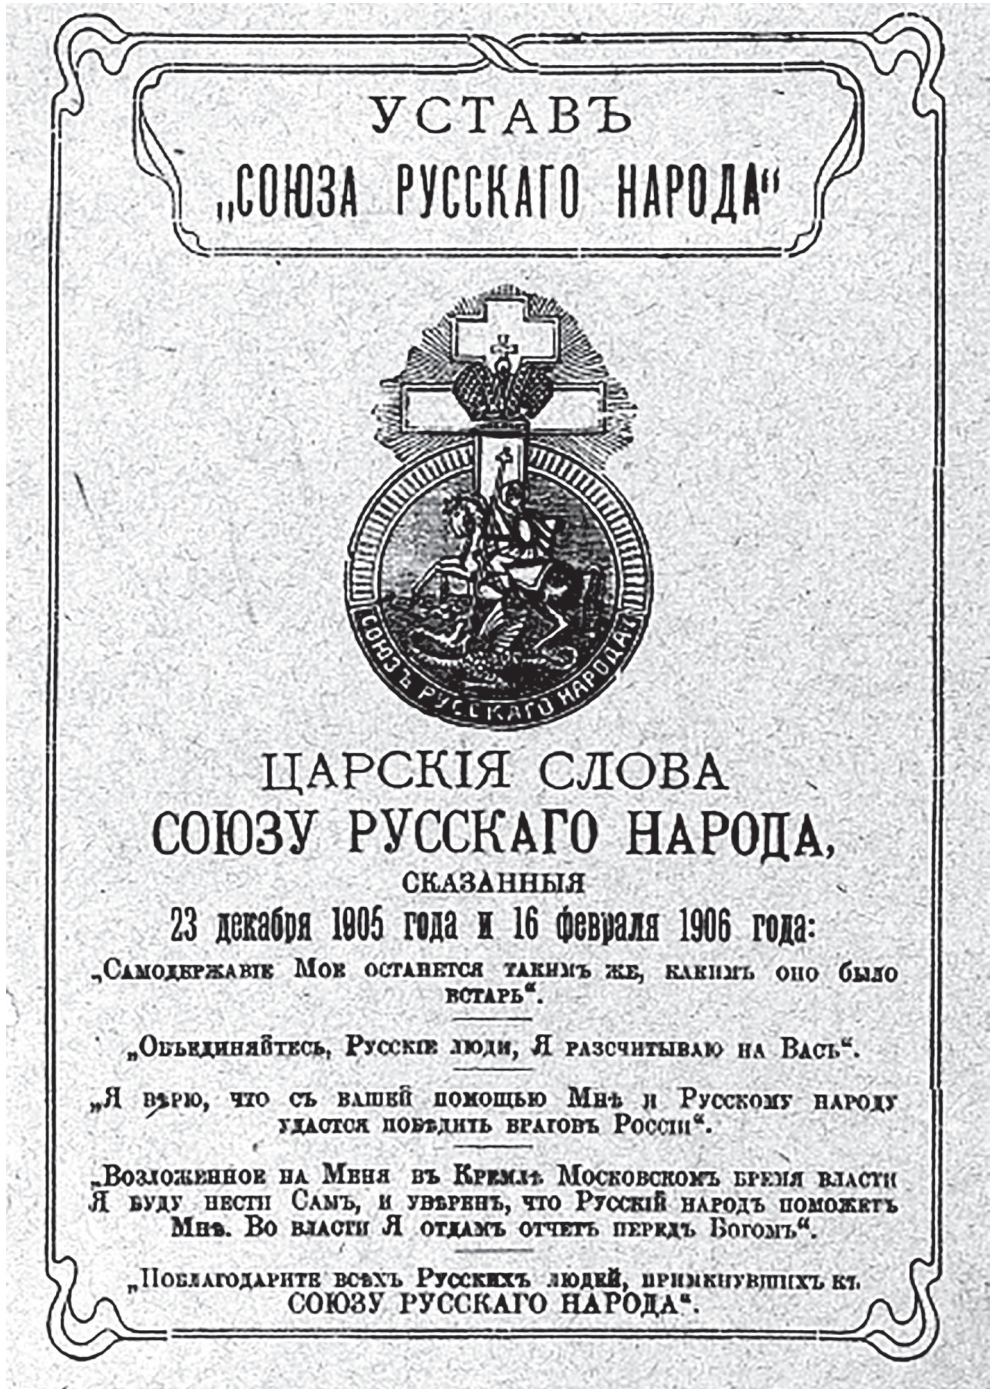 УСТАВЪ
„СОЮЗА РУССКАГО НАРОДА“
СОЮЗЪ РУССКАГО НАРОДА
ЦАРСКІЯ СЛОВА
СОЮЗУ РУССКАГО НАРОДА,
СКАЗАННЫЯ
23 декабря 1905 года и 16 февраля 1906 года:
„Самодержавіе Мое останется такимъ же, какимъ оно было
встарь“.
„Объединяйтесь, Русскіе люди, Я разсчитываю на Васъ“.
„Я вѣрю, что съ вашей помощью Мнѣ и Русскому народу
удастся побѣдить враговъ Россіи“.
„Возложенное на Меня въ Кремлѣ Московскомъ бремя власти
Я буду нести Самъ, и увѣренъ, что Русскій народъ поможетъ
Мнѣ. Во власти Я отдамъ отчетъ передъ Богомъ“.
„Поблагодарите всѣхъ Русскихъ людей, примкнувшихъ къ
СОЮЗУ РУССКАГО НАРОДА“.